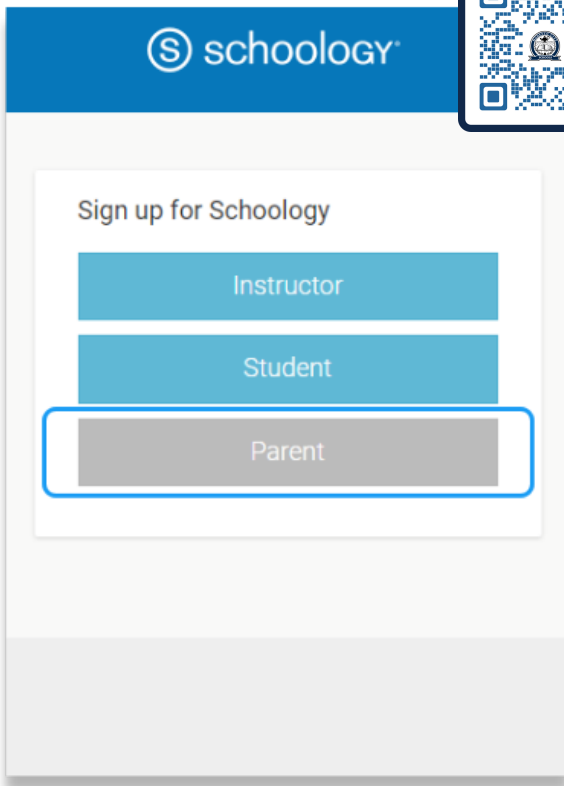 S schoology
Sign up for Schoology
Instructor
Student
Parent